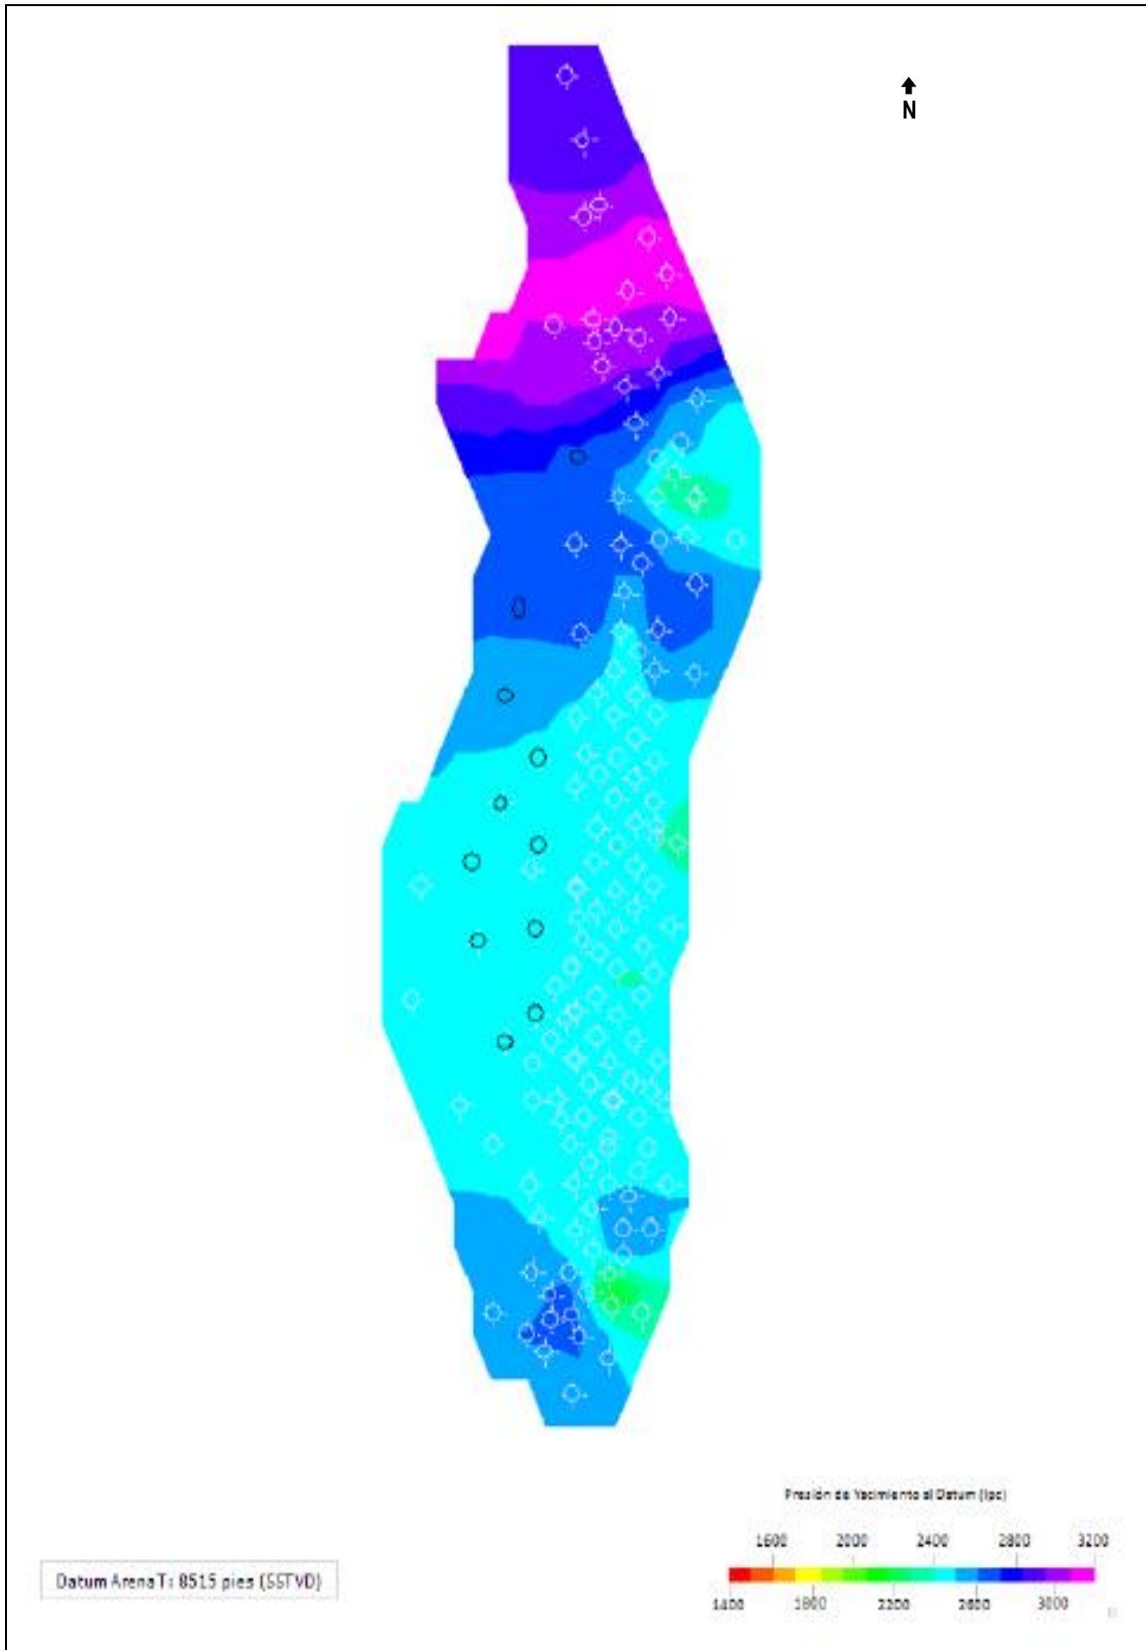 N
Presión de Yacimiento al Datum (lpc)
1600 2000 2400 2800 3200
1400 1800 2200 2600 3000
Datum Arena T: 8515 pies (SSTVD)